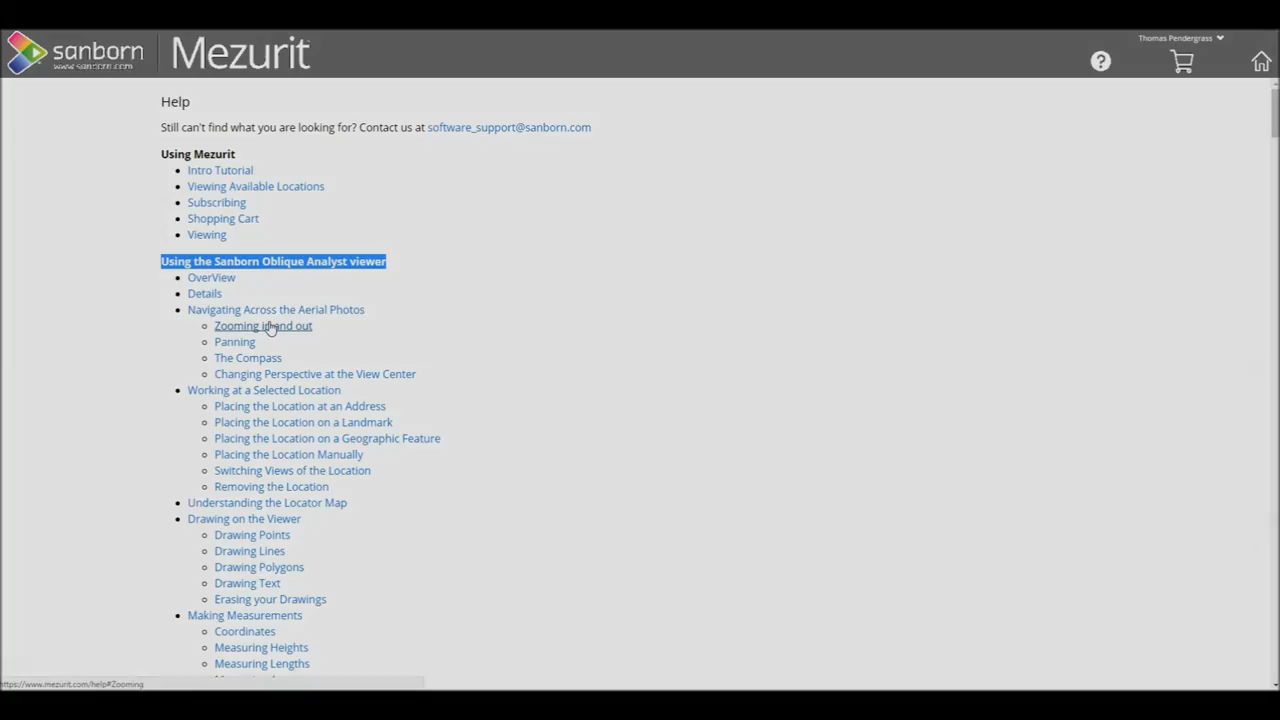 Thomas Pendergrass
sanborn
www.sanborn.com
Mezurit
Help
Still can't find what you are looking for? Contact us at software_support@sanborn.com
Using Mezurit
Intro Tutorial
Viewing Available Locations
Subscribing
Shopping Cart
Viewing
Using the Sanborn Oblique Analyst viewer
OverView
Details
Navigating Across the Aerial Photos
Zooming in and out
Panning
The Compass
Changing Perspective at the View Center
Working at a Selected Location
Placing the Location at an Address
Placing the Location on a Landmark
Placing the Location on a Geographic Feature
Placing the Location Manually
Switching Views of the Location
Removing the Location
Understanding the Locator Map
Drawing on the Viewer
Drawing Points
Drawing Lines
Drawing Polygons
Drawing Text
Erasing your Drawings
Making Measurements
Coordinates
Measuring Heights
Measuring Lengths
https://www.mezurit.com/help#Zooming